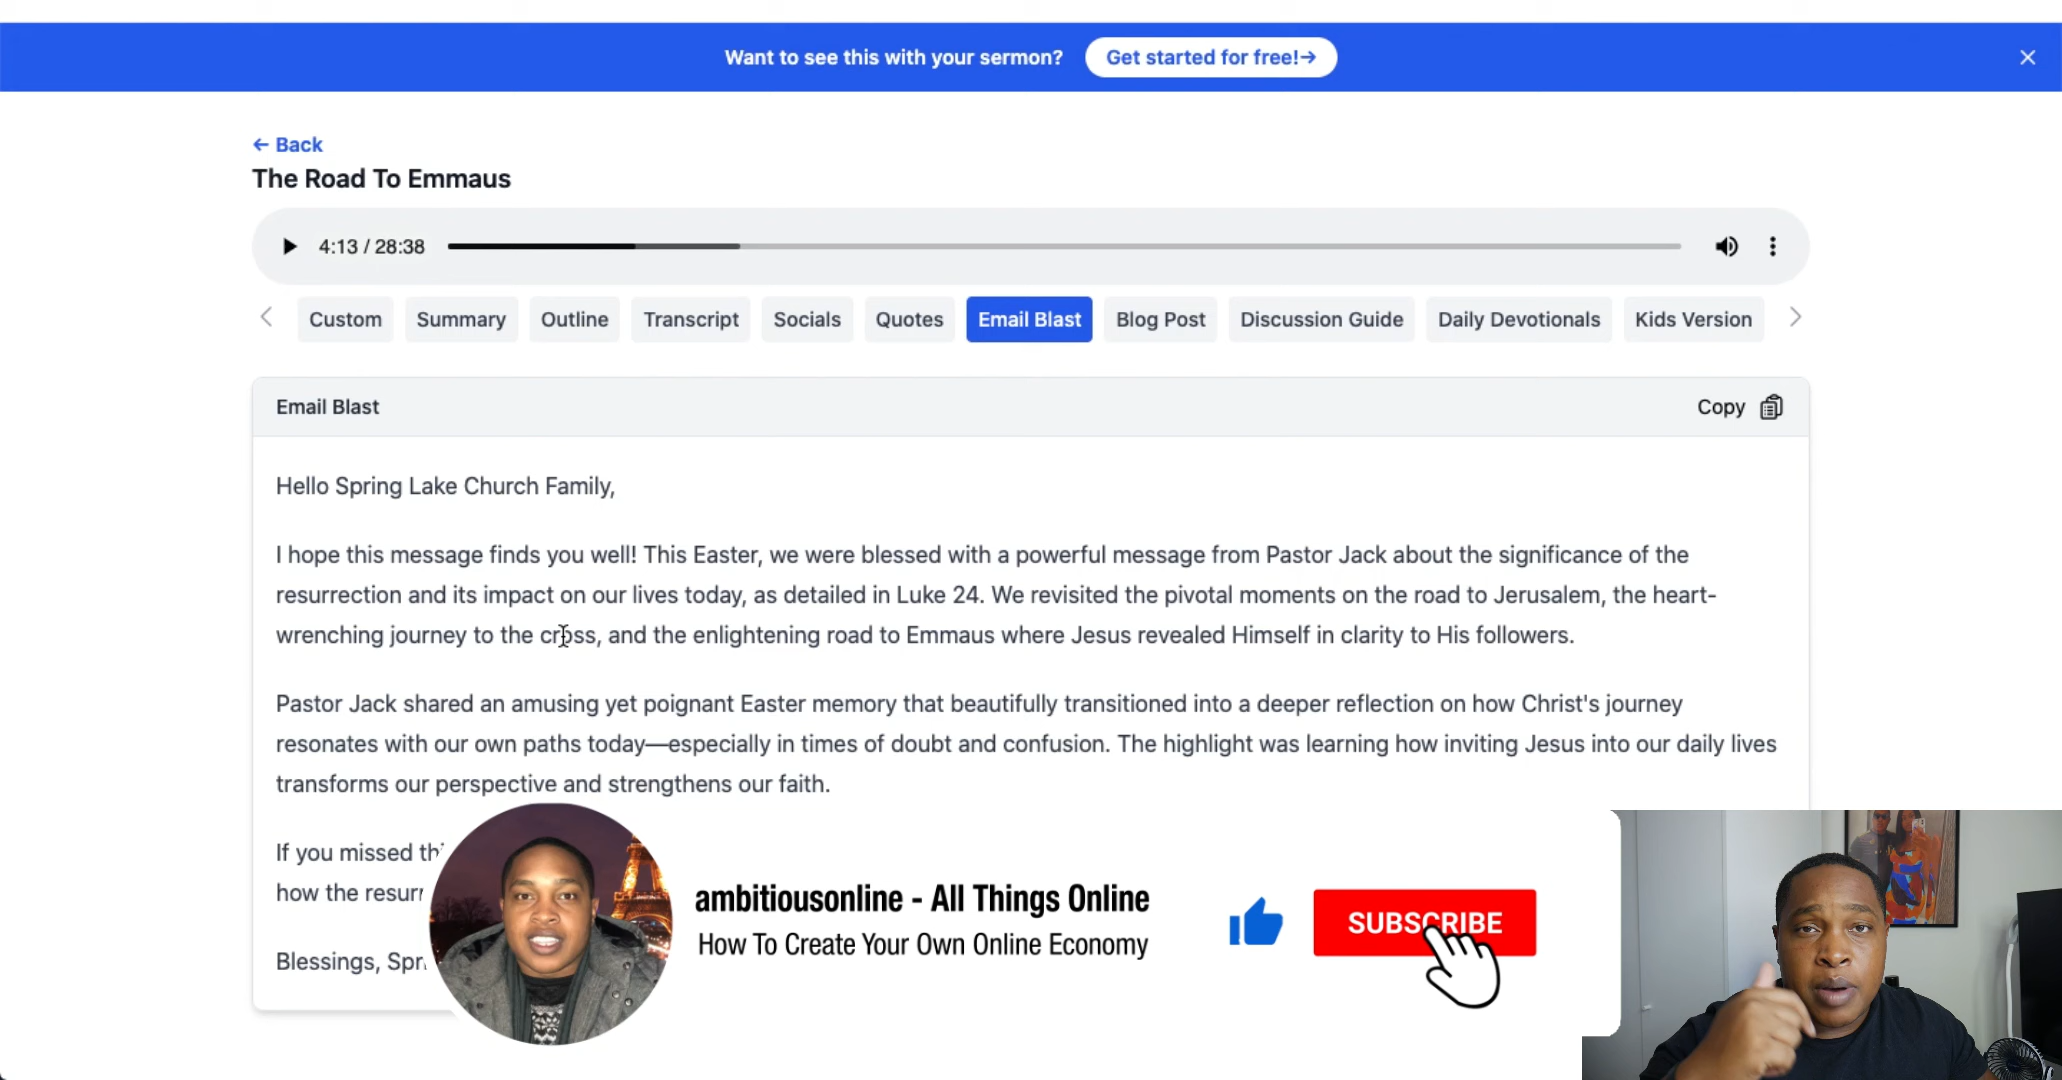 Want to see this with your sermon? Get started for free!→
← Back
The Road To Emmaus
4:13 / 28:38
Custom Summary Outline Transcript Socials Quotes Email Blast Blog Post Discussion Guide Daily Devotionals Kids Version
Email Blast Copy
Hello Spring Lake Church Family,
I hope this message finds you well! This Easter, we were blessed with a powerful message from Pastor Jack about the significance of the
resurrection and its impact on our lives today, as detailed in Luke 24. We revisited the pivotal moments on the road to Jerusalem, the heart-
wrenching journey to the cross, and the enlightening road to Emmaus where Jesus revealed Himself in clarity to His followers.
Pastor Jack shared an amusing yet poignant Easter memory that beautifully transitioned into a deeper reflection on how Christ's journey
resonates with our own paths today—especially in times of doubt and confusion. The highlight was learning how inviting Jesus into our daily lives
transforms our perspective and strengthens our faith.
If you missed
how the
Blessings,
ambitiousonline - All Things Online
How To Create Your Own Online Economy
SUBSCRIBE